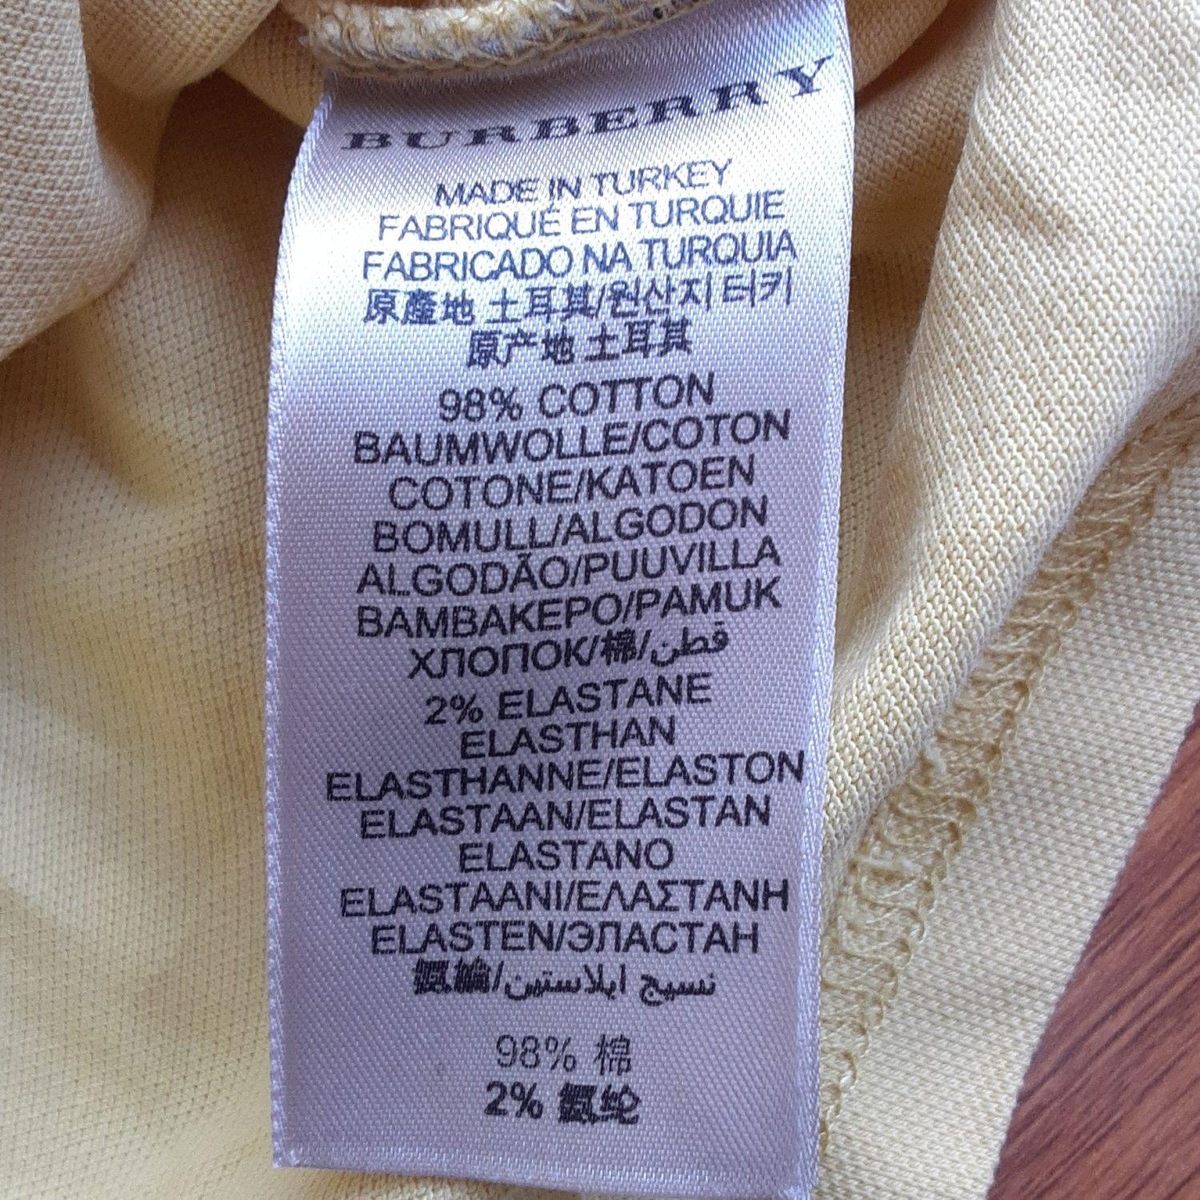 BURBERRY
MADE IN TURKEY
FABRIQUÉ EN TURQUIE
FABRICADO NA TURQUIA
原產地 土耳其/원산지 터키
原产地 土耳其
98% COTTON
BAUMWOLLE/COTON
COTONE/KATOEN
BOMULL/ALGODON
ALGODÃO/PUUVILLA
ΒΑΜΒΑΚΕΡΟ/PAMUK
ХЛОПОК/棉/قطن
2% ELASTANE
ELASTHAN
ELASTHANNE/ELASTON
ELASTAAN/ELASTAN
ELASTANO
ELASTAANI/ΕΛΑΣΤΑΝΗ
ELASTEN/ЭЛАСТАН
氨綸/نسيج ايلاستين
98% 棉
2% 氨纶